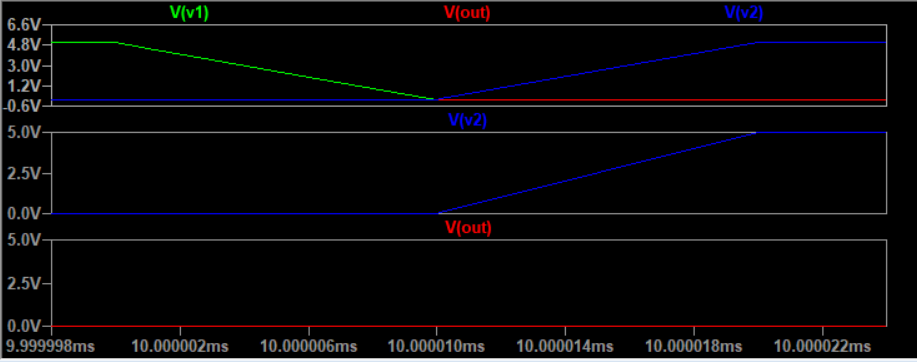 V(v1) V(out) V(v2)
6.6V
4.8V
3.0V
1.2V
-0.6V
V(v2)
5.0V
2.5V
0.0V
V(out)
5.0V
2.5V
0.0V
9.999998ms 10.000002ms 10.000006ms 10.000010ms 10.000014ms 10.000018ms 10.000022ms